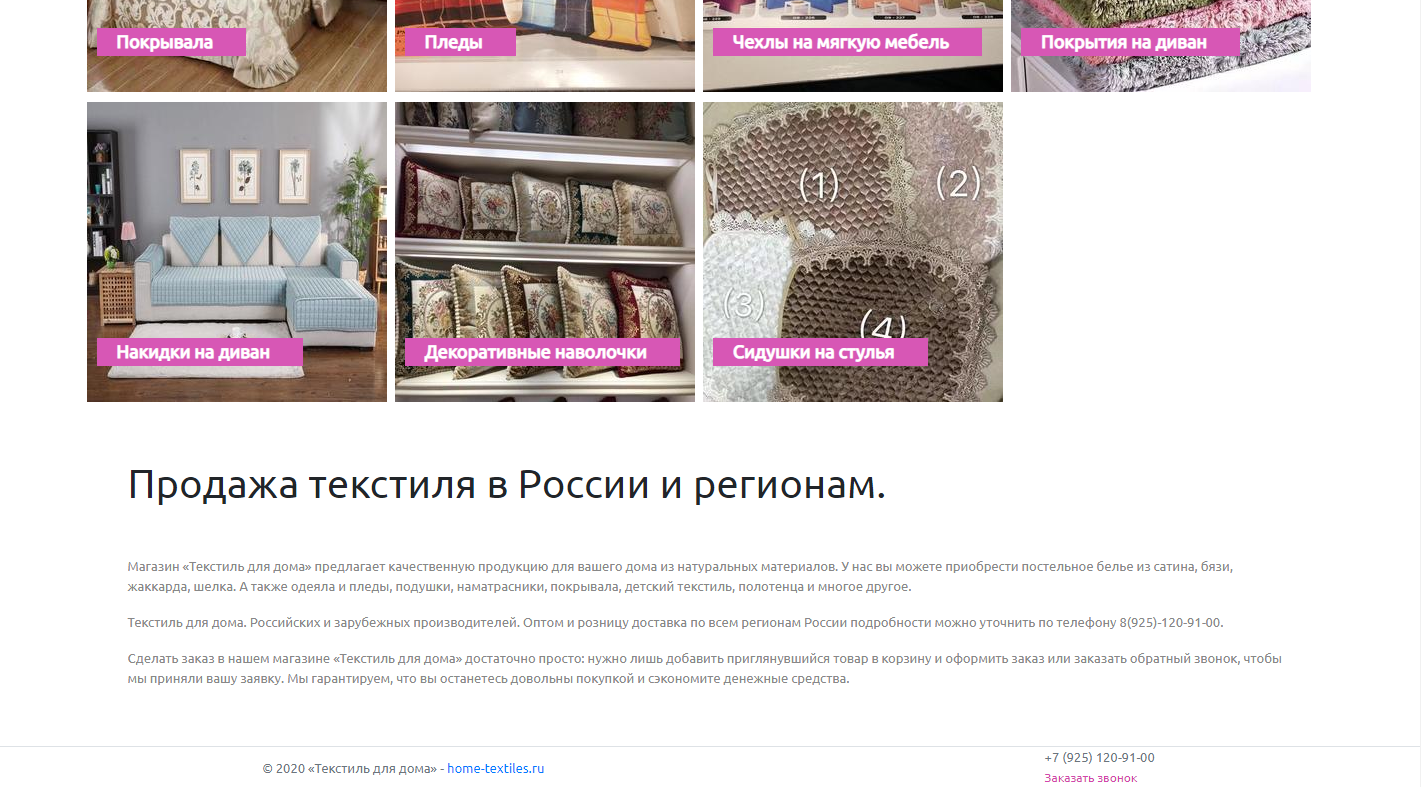 Покрывала
Пледы
Чехлы на мягкую мебель
Покрытия на диван
Накидки на диван
Декоративные наволочки
(1)
(2)
(3)
(4)
Сидушки на стулья
Продажа текстиля в России и регионам.
Магазин «Текстиль для дома» предлагает качественную продукцию для вашего дома из натуральных материалов. У нас вы можете приобрести постельное белье из сатина, бязи,
жаккарда, шелка. А также одеяла и пледы, подушки, наматрасники, покрывала, детский текстиль, полотенца и многое другое.
Текстиль для дома. Российских и зарубежных производителей. Оптом и розницу доставка по всем регионам России подробности можно уточнить по телефону 8(925)-120-91-00.
Сделать заказ в нашем магазине «Текстиль для дома» достаточно просто: нужно лишь добавить приглянувшийся товар в корзину и оформить заказ или заказать обратный звонок, чтобы
мы приняли вашу заявку. Мы гарантируем, что вы останетесь довольны покупкой и сэкономите денежные средства.
© 2020 «Текстиль для дома» - home-textiles.ru
+7 (925) 120-91-00
Заказать звонок